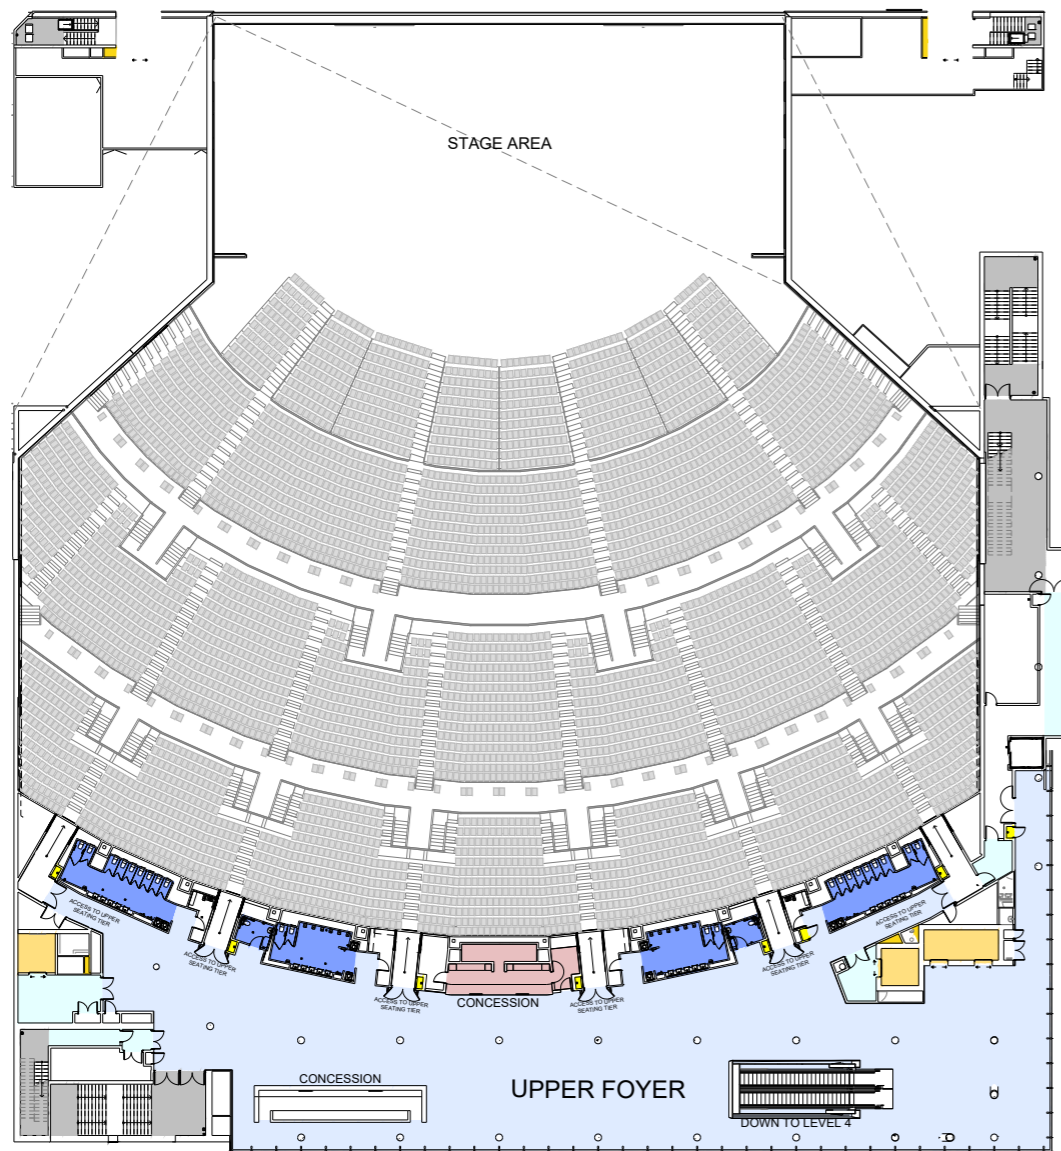 STAGE AREA
ACCESS TO UPPER
SEATING TIER
ACCESS TO UPPER
SEATING TIER
ACCESS TO UPPER
SEATING TIER
CONCESSION
ACCESS TO UPPER
SEATING TIER
ACCESS TO UPPER
SEATING TIER
ACCESS TO UPPER
SEATING TIER
CONCESSION
UPPER FOYER
DOWN TO LEVEL 4